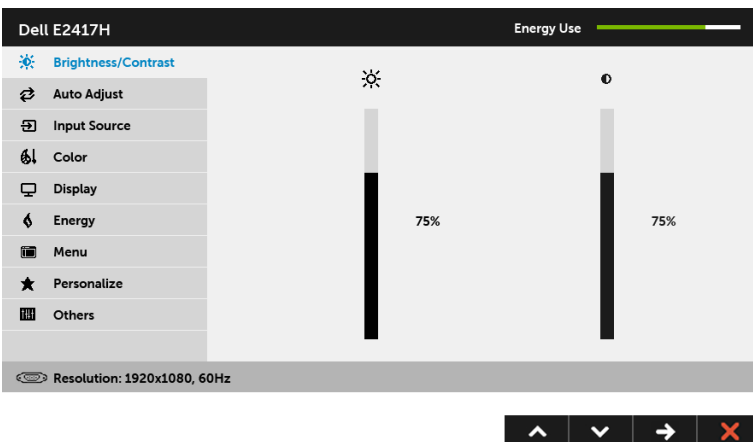 Dell E2417H
Energy Use
Brightness/Contrast
Auto Adjust
Input Source
Color
Display
Energy
Menu
Personalize
Others
75%
75%
Resolution: 1920x1080, 60Hz